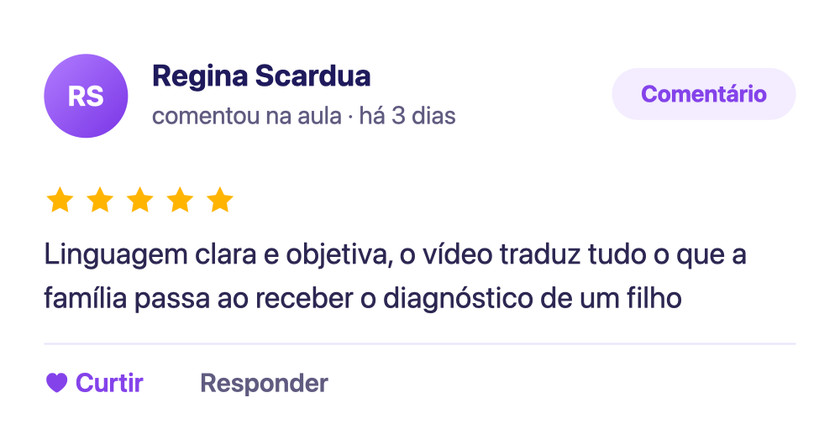 RS
Regina Scardua
comentou na aula · há 3 dias
Comentário
Linguagem clara e objetiva, o vídeo traduz tudo o que a
família passa ao receber o diagnóstico de um filho
Curtir
Responder